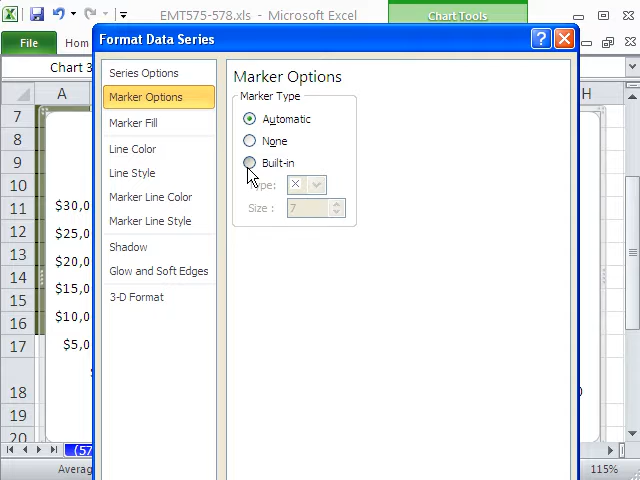 EMT575-578.xls - Microsoft Excel
Chart Tools
File
Hom
Format Data Series
Chart 3
Series Options
Marker Options
Marker Fill
Line Color
Line Style
Marker Line Color
Marker Line Style
Shadow
Glow and Soft Edges
3-D Format
Marker Options
Marker Type
Automatic
None
Built-in
Type:
Size :
7
A
H
7
8
9
10
11
12
13
14
15
16
17
18
19
20
$30,0
$25,0
$20,0
$15,0
$10,0
$5,0
(57
Averag
115%